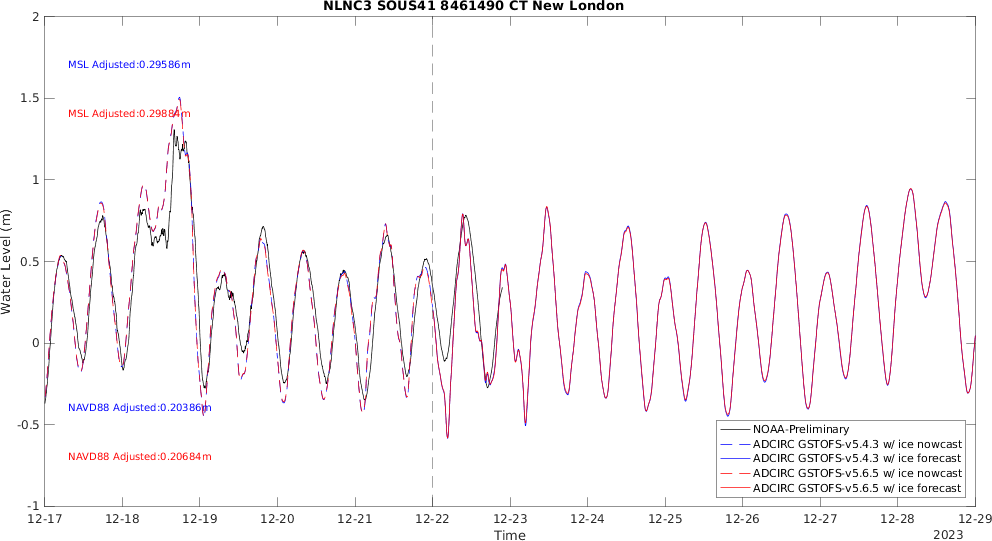 NLNC3 SOUS41 8461490 CT New London
2
1.5
1
0.5
0
-0.5
-1
Water Level (m)
MSL Adjusted:0.29586m
MSL Adjusted:0.29884m
NAVD88 Adjusted:0.20386m
NAVD88 Adjusted:0.20684m
NOAA-Preliminary
ADCIRC GSTOFS-v5.4.3 w/ ice nowcast
ADCIRC GSTOFS-v5.4.3 w/ ice forecast
ADCIRC GSTOFS-v5.6.5 w/ ice nowcast
ADCIRC GSTOFS-v5.6.5 w/ ice forecast
12-17 12-18 12-19 12-20 12-21 12-22 12-23 12-24 12-25 12-26 12-27 12-28 12-29
Time
2023